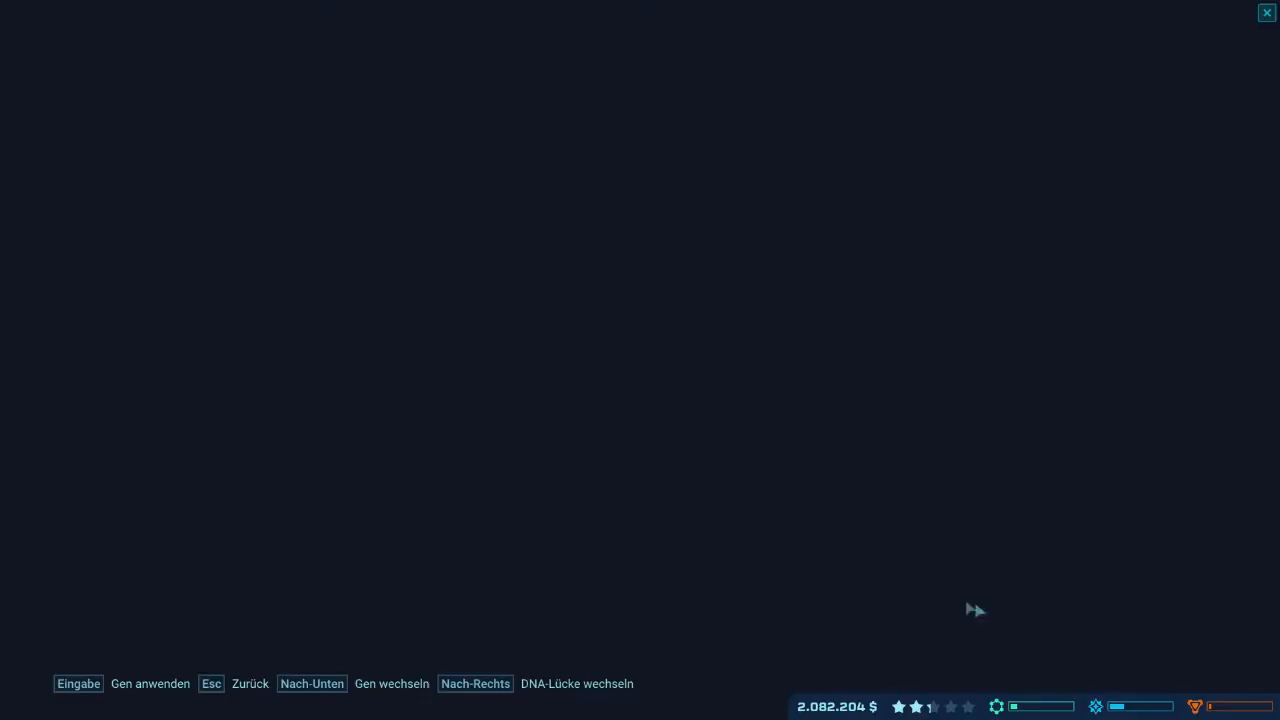 Eingabe Gen anwenden Esc Zurück Nach-Unten Gen wechseln Nach-Rechts DNA-Lücke wechseln
2.082.204 $